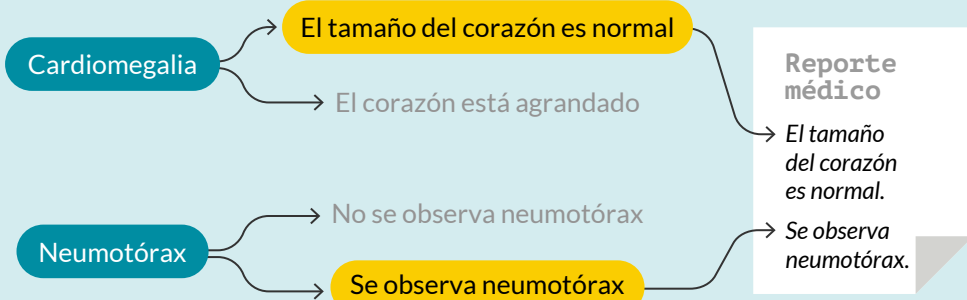 El tamaño del corazón es normal
Cardiomegalia
El corazón está agrandado
No se observa neumotórax
Neumotórax
Se observa neumotórax
Reporte
médico
El tamaño
del corazón
es normal.
Se observa
neumotórax.